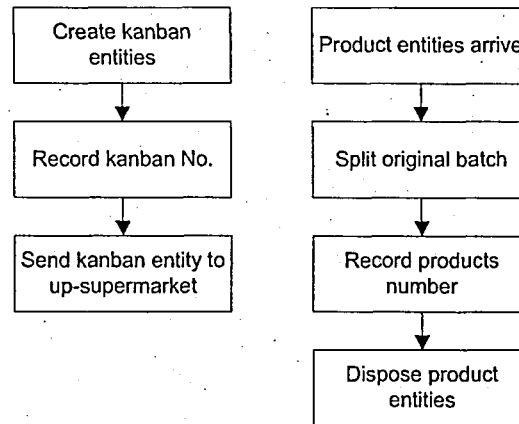 Create kanban
entities
Record kanban No.
Send kanban entity to
up-supermarket
Product entities arrive
Split original batch
Record products
number
Dispose product
entities